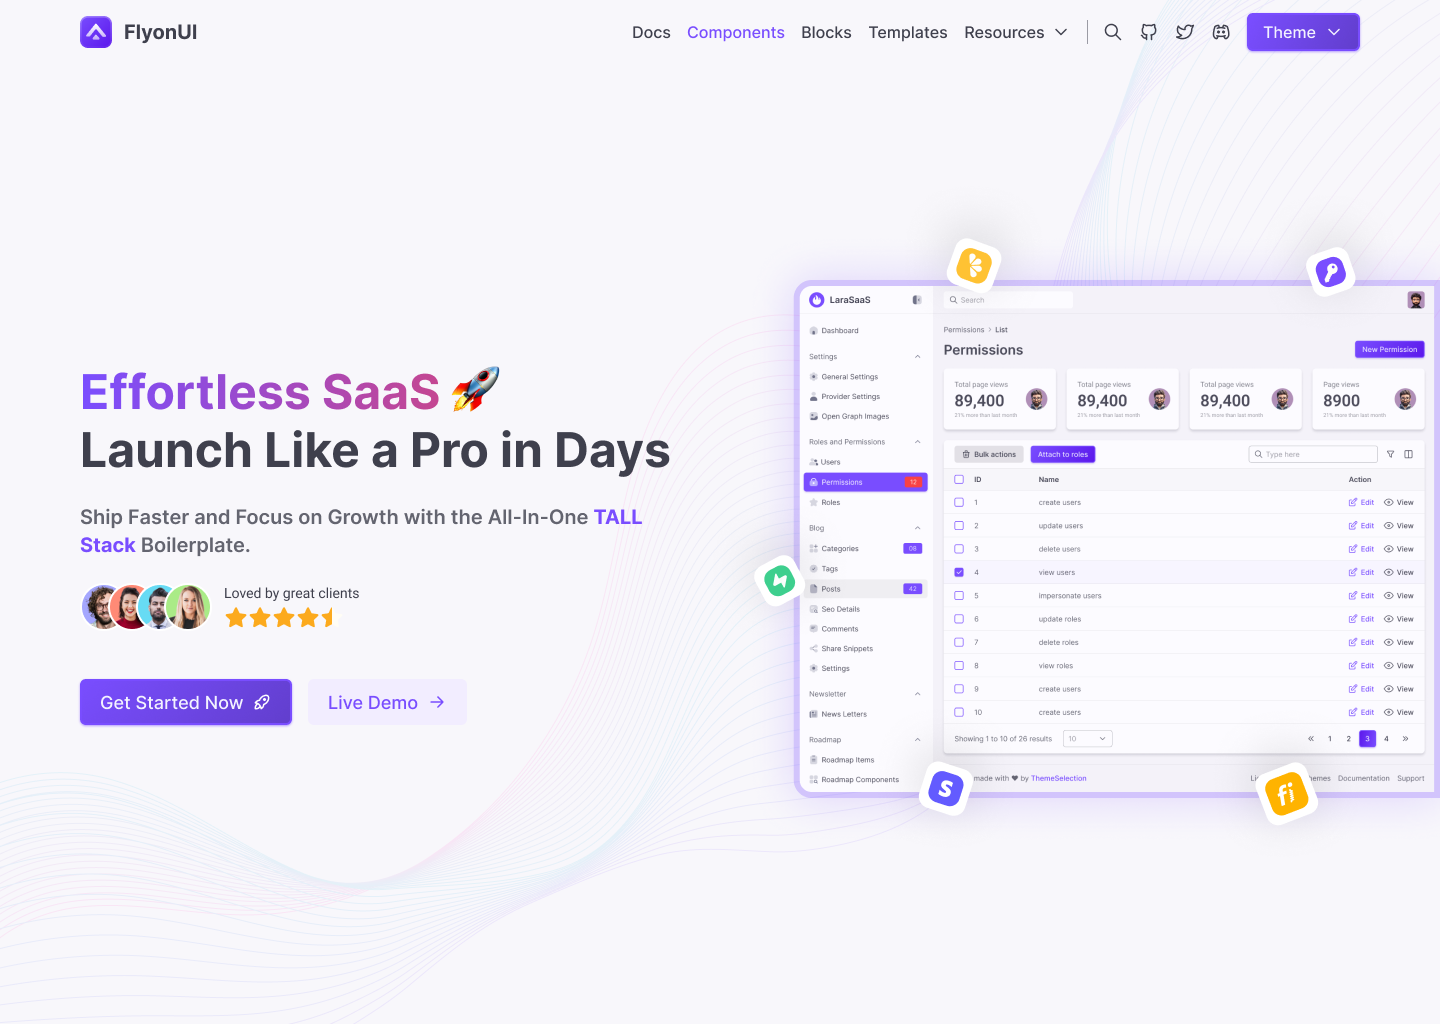 FlyonUI
Docs Components Blocks Templates Resources Theme
Effortless SaaS 🚀
Launch Like a Pro in Days
Ship Faster and Focus on Growth with the All-In-One TALL
Stack Boilerplate.
Loved by great clients
Get Started Now
Live Demo
LaraSaaS
Dashboard
Settings
General Settings
Provider Settings
Open Graph Images
Roles and Permissions
Users
Permissions 12
Roles
Blog
Categories 08
Tags
Posts 42
Seo Details
Comments
Share Snippets
Settings
Newsletter
News Letters
Roadmap
Roadmap Items
Roadmap Components
Search
Permissions > List
Permissions
New Permission
Total page views
89,400
21% more than last month
Total page views
89,400
21% more than last month
Total page views
89,400
21% more than last month
Page views
8900
21% more than last month
Bulk actions Attach to roles Type here
ID Name Action
1 create users Edit View
2 update users Edit View
3 delete users Edit View
4 view users Edit View
5 impersonate users Edit View
6 update roles Edit View
7 delete roles Edit View
8 view roles Edit View
9 create users Edit View
10 create users Edit View
Showing 1 to 10 of 26 results 10 « 1 2 3 4 »
made with ❤ by ThemeSelection
Documentation Support
S
fi